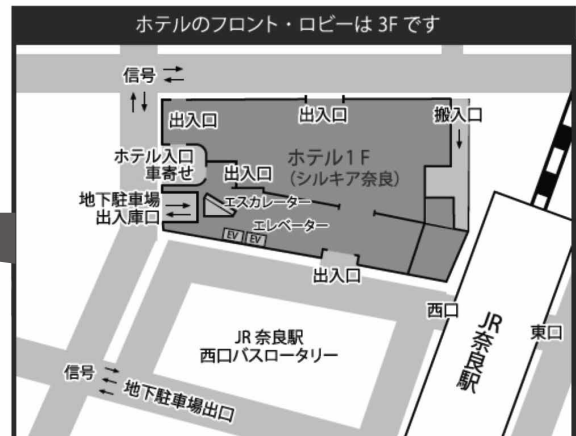 ホテルのフロント・ロビーは 3F です
信号
出入口
出入口
搬入口
ホテル入口
車寄せ
ホテル1F
(シルキア奈良)
出入口
地下駐車場
出入庫口
エスカレーター
エレベーター
EV EV
出入口
西口
東口
JR 奈良駅
JR 奈良駅
西口バスロータリー
信号
地下駐車場出口